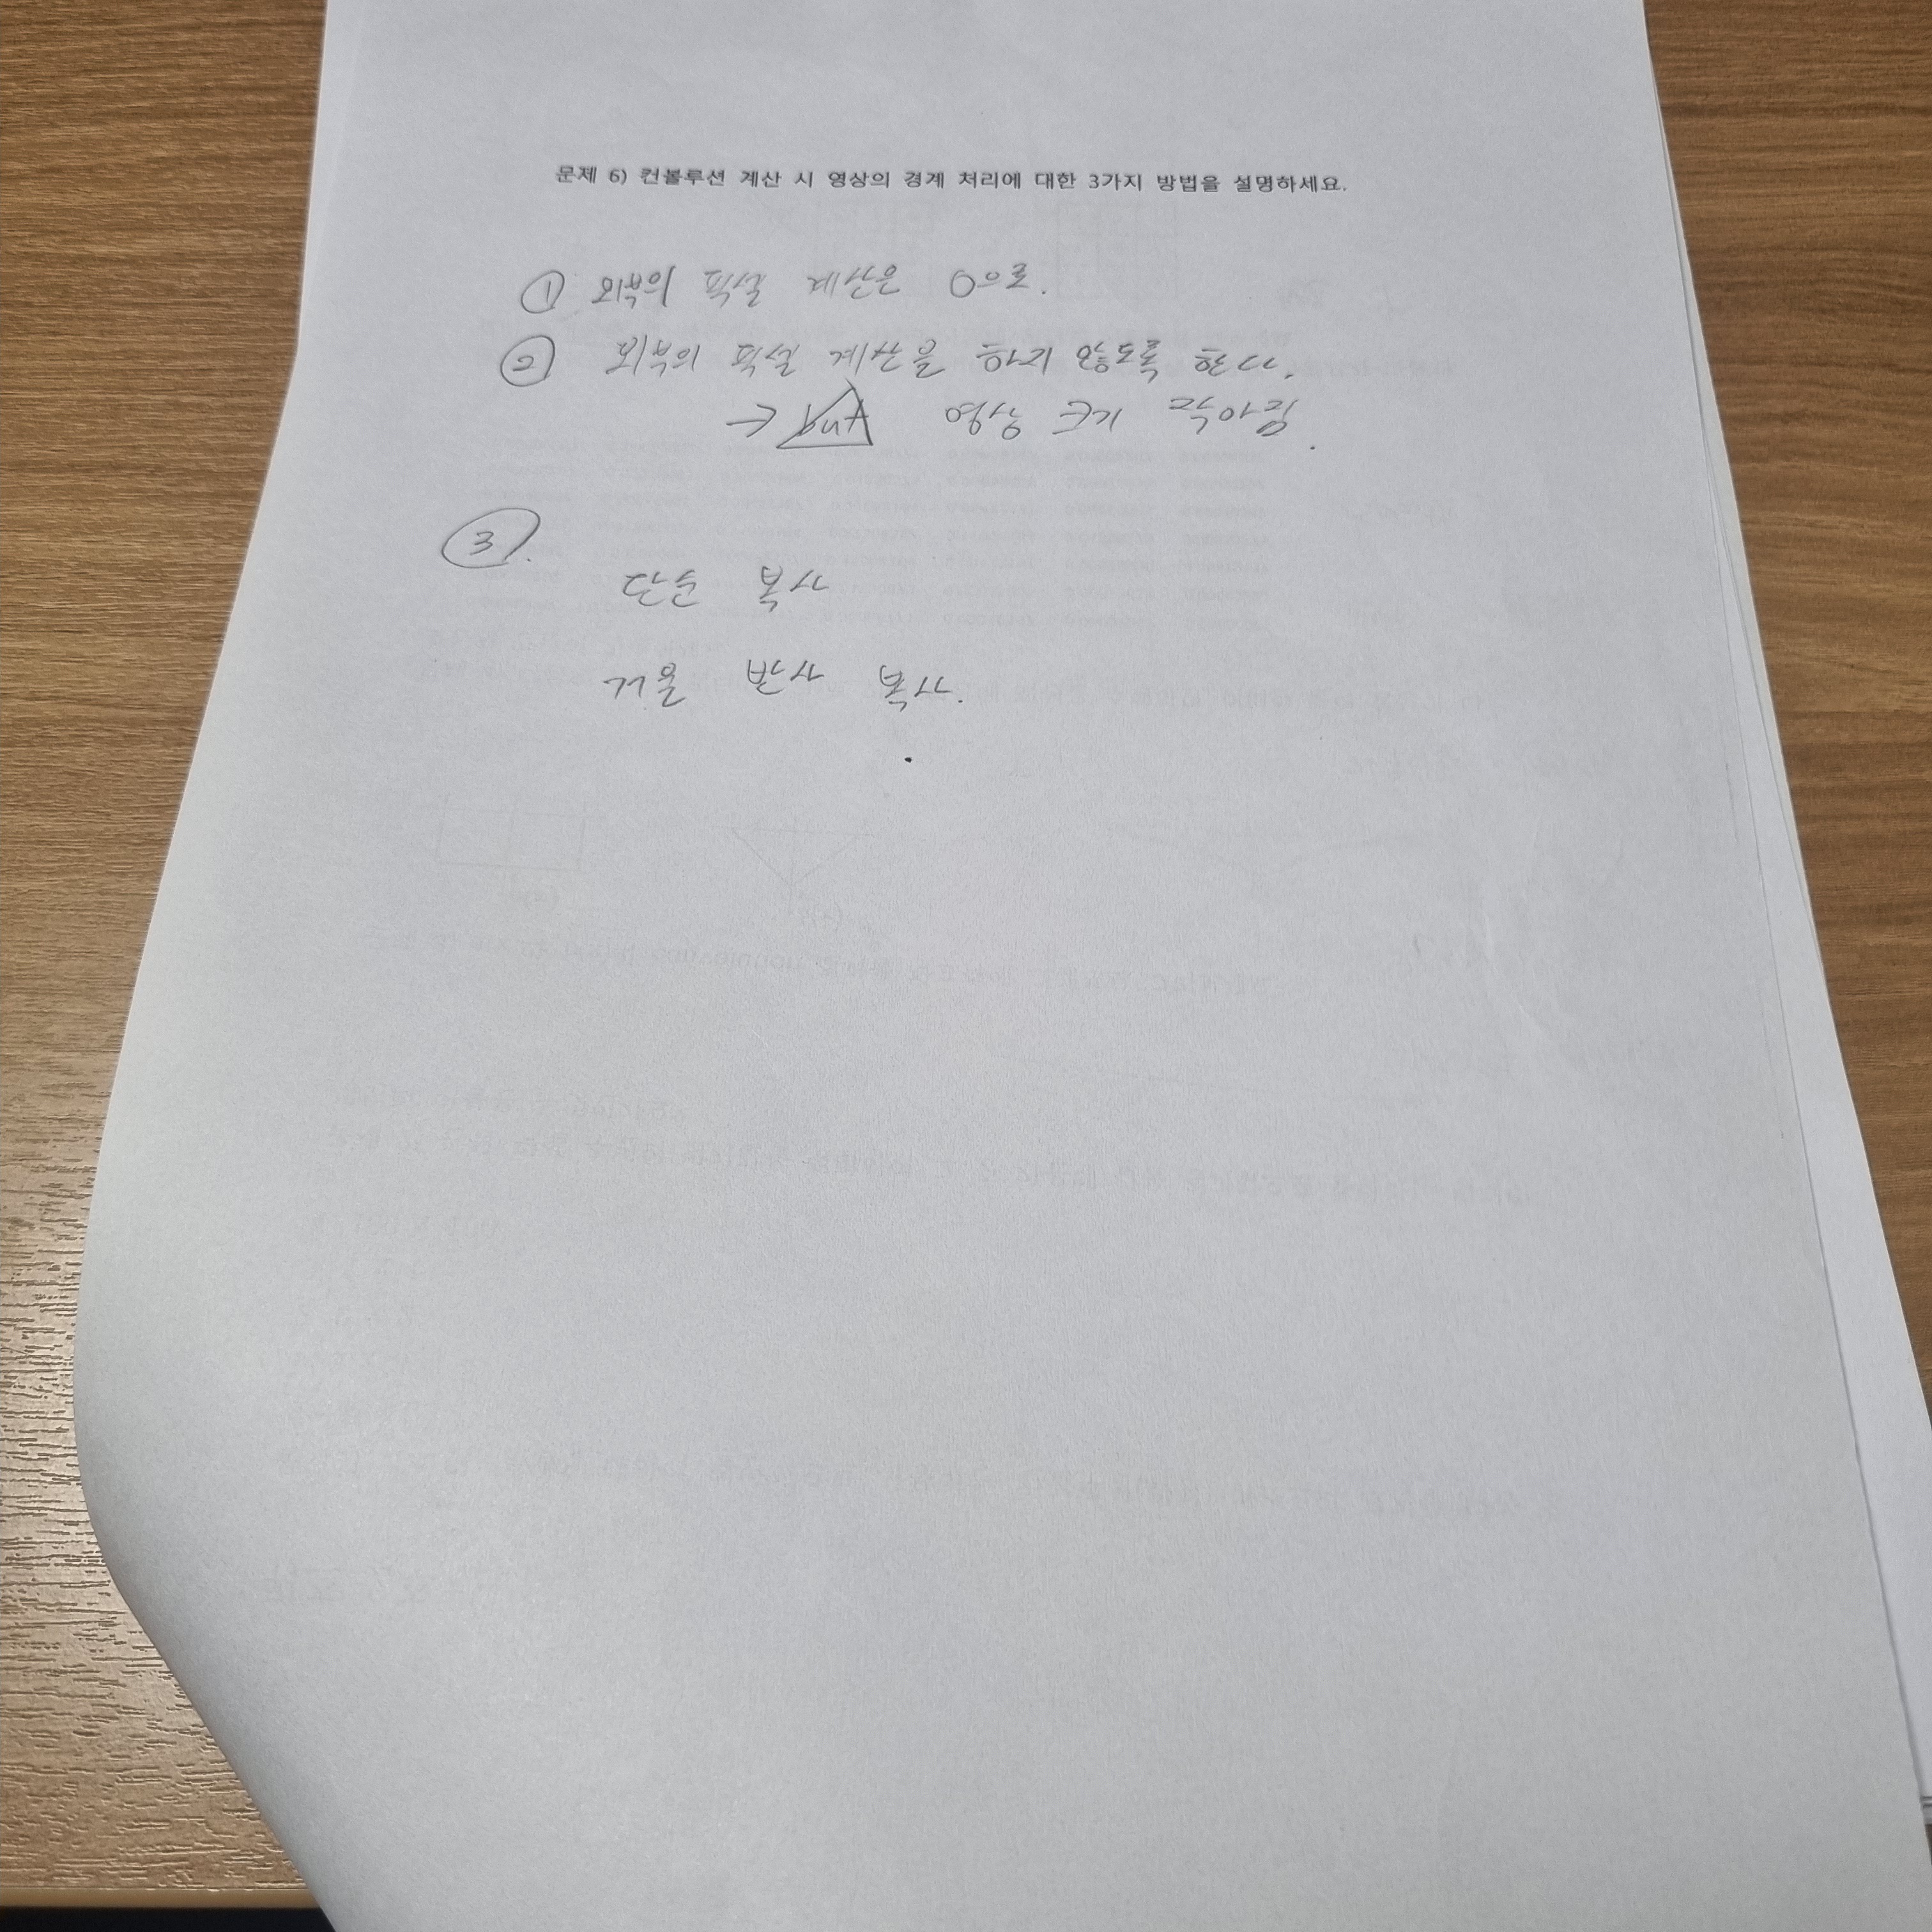 문제 6) 컨볼루션 계산 시 영상의 경계 처리에 대한 3가지 방법을 설명하세요.
① 외부의 픽셀 계산은 0으로.
② 외부의 픽셀 계산을 하지 않도록 한다.
→ But 영상 크기 작아짐.
③.
단순 복사
거울 반사 복사.